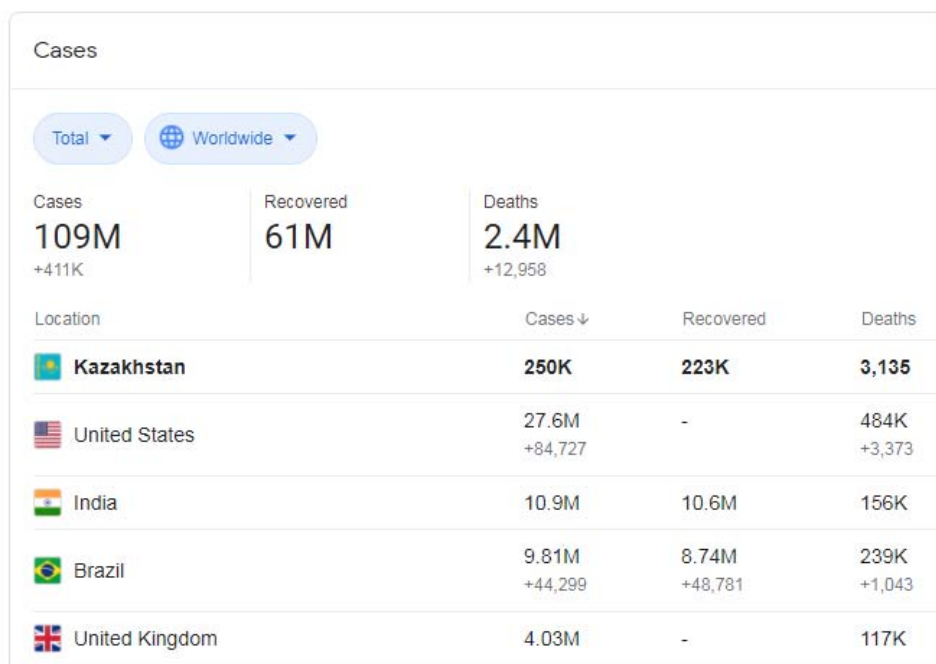 Cases
Total Worldwide
Cases Recovered Deaths
109M 61M 2.4M
+411K +12,958
Location Cases↓ Recovered Deaths
Kazakhstan 250K 223K 3,135
United States 27.6M - 484K
+84,727 +3,373
India 10.9M 10.6M 156K
Brazil 9.81M 8.74M 239K
+44,299 +48,781 +1,043
United Kingdom 4.03M - 117K